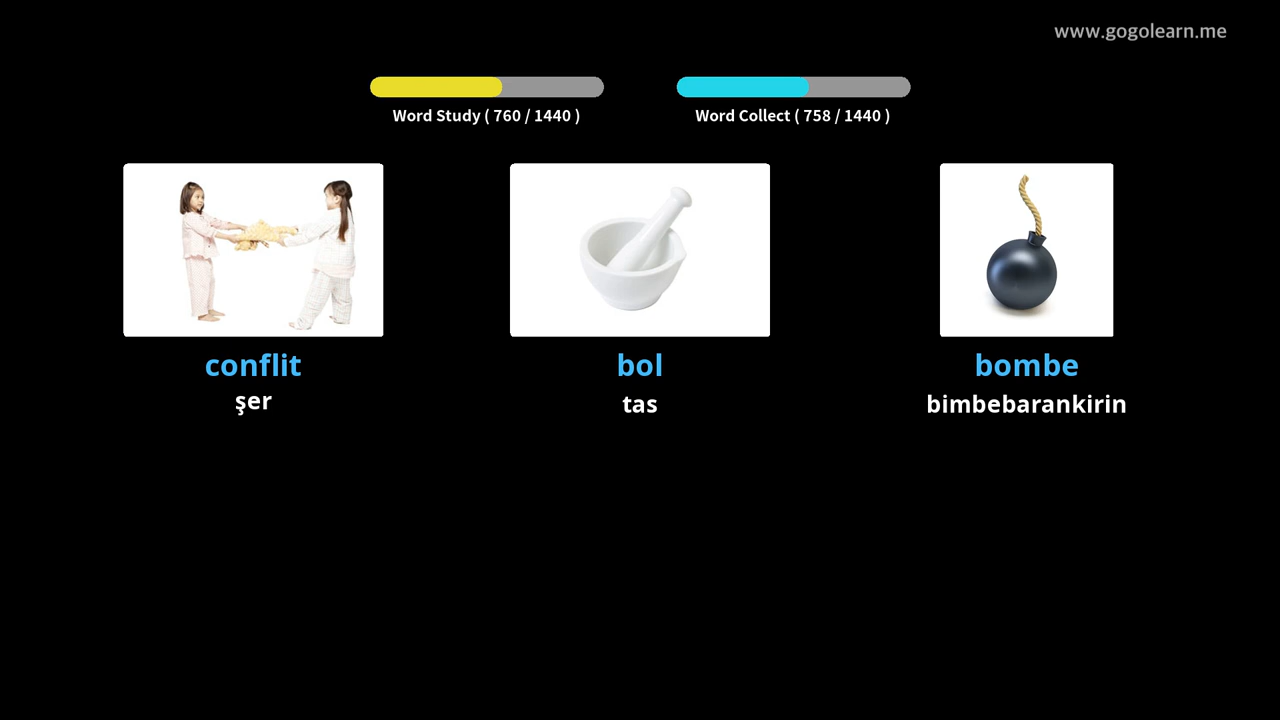 www.gogolearn.me
Word Study ( 760 / 1440 )
Word Collect ( 758 / 1440 )
conflit
şer
bol
tas
bombe
bimbebarankirin